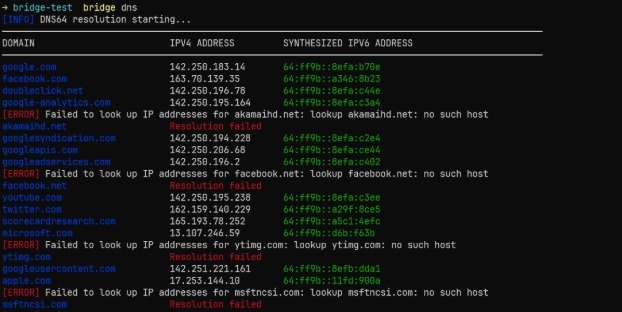 → bridge-test bridge dns
[INFO] DNS64 resolution starting...
DOMAIN IPV4 ADDRESS SYNTHESIZED IPV6 ADDRESS
google.com 142.250.183.14 64:ff9b::8efa:b70e
facebook.com 163.70.139.35 64:ff9b::a346:8b23
doubleclick.net 142.250.196.78 64:ff9b::8efa:c44e
google-analytics.com 142.250.195.164 64:ff9b::8efa:c3a4
[ERROR] Failed to look up IP addresses for akamaihd.net: lookup akamaihd.net: no such host
akamaihd.net Resolution failed
googlesyndication.com 142.250.194.228 64:ff9b::8efa:c2e4
googleapis.com 142.250.206.68 64:ff9b::8efa:ce44
googleadservices.com 142.250.196.2 64:ff9b::8efa:c402
[ERROR] Failed to look up IP addresses for facebook.net: lookup facebook.net: no such host
facebook.net Resolution failed
youtube.com 142.250.195.238 64:ff9b::8efa:c3ee
twitter.com 162.159.140.229 64:ff9b::a29f:8ce5
scorecardresearch.com 165.193.78.252 64:ff9b::a5c1:4efc
microsoft.com 13.107.246.59 64:ff9b::d6b:f63b
[ERROR] Failed to look up IP addresses for ytimg.com: lookup ytimg.com: no such host
ytimg.com Resolution failed
googleusercontent.com 142.251.221.161 64:ff9b::8efb:dda1
apple.com 17.253.144.10 64:ff9b::11fd:900a
[ERROR] Failed to look up IP addresses for msftncsi.com: lookup msftncsi.com: no such host
msftncsi.com Resolution failed